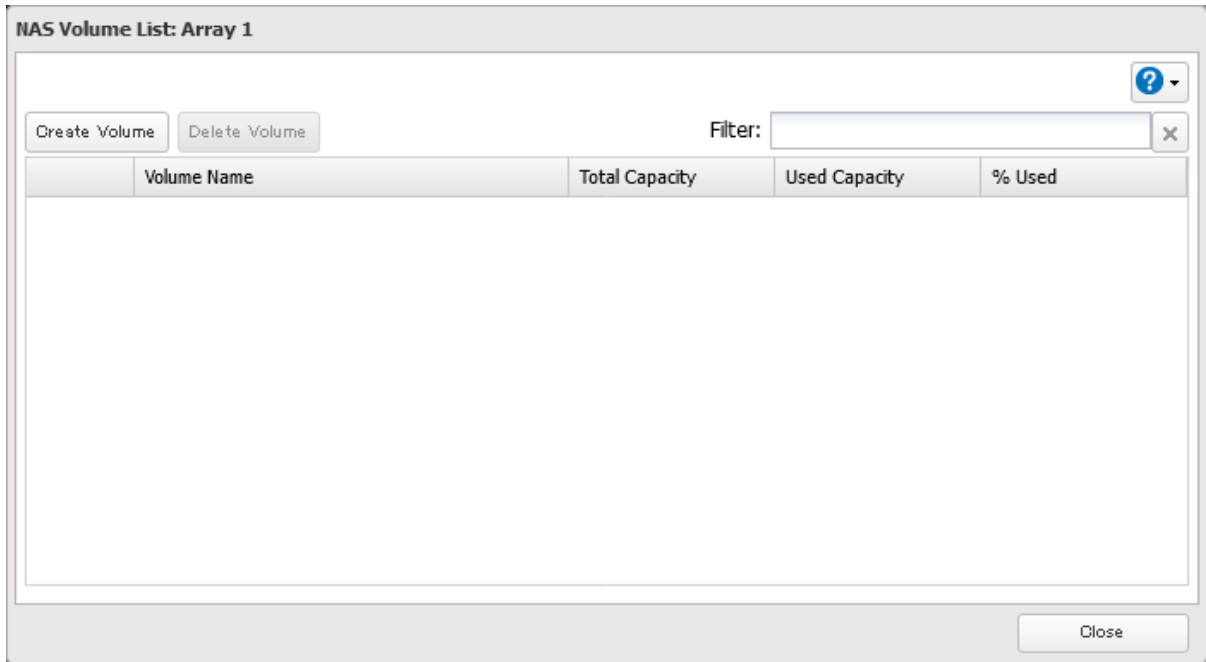 NAS Volume List: Array 1
?
Create Volume Delete Volume Filter:
Volume Name Total Capacity Used Capacity % Used
Close